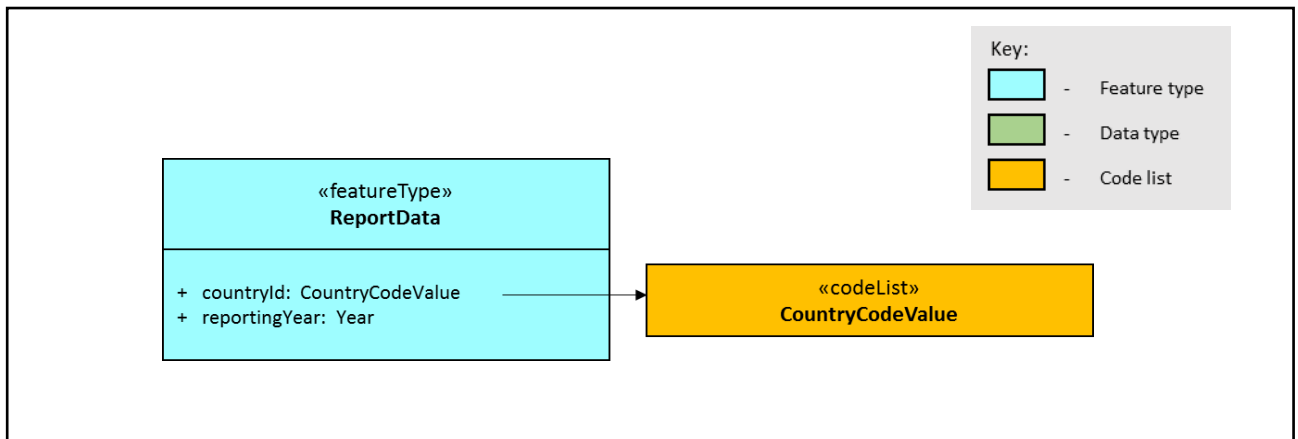 Key:
- Feature type
- Data type
- Code list
«featureType»
ReportData
+ countryId: CountryCodeValue
+ reportingYear: Year
«codeList»
CountryCodeValue